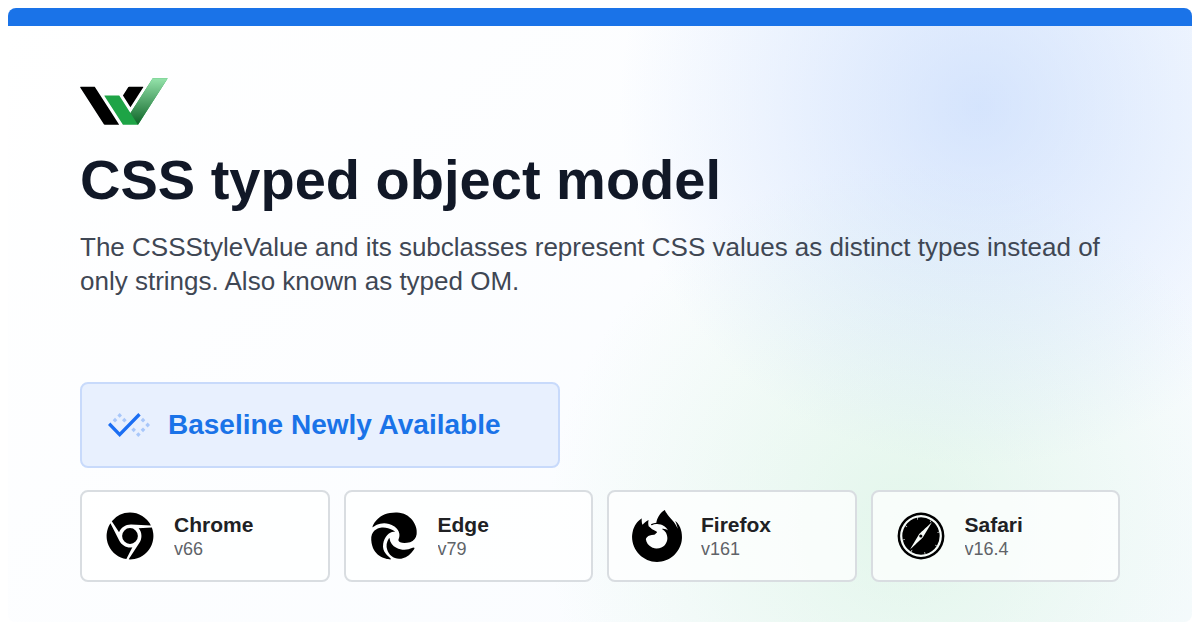 CSS typed object model
The CSSStyleValue and its subclasses represent CSS values as distinct types instead of
only strings. Also known as typed OM.
Baseline Newly Available
Chrome
v66
Edge
v79
Firefox
v161
Safari
v16.4